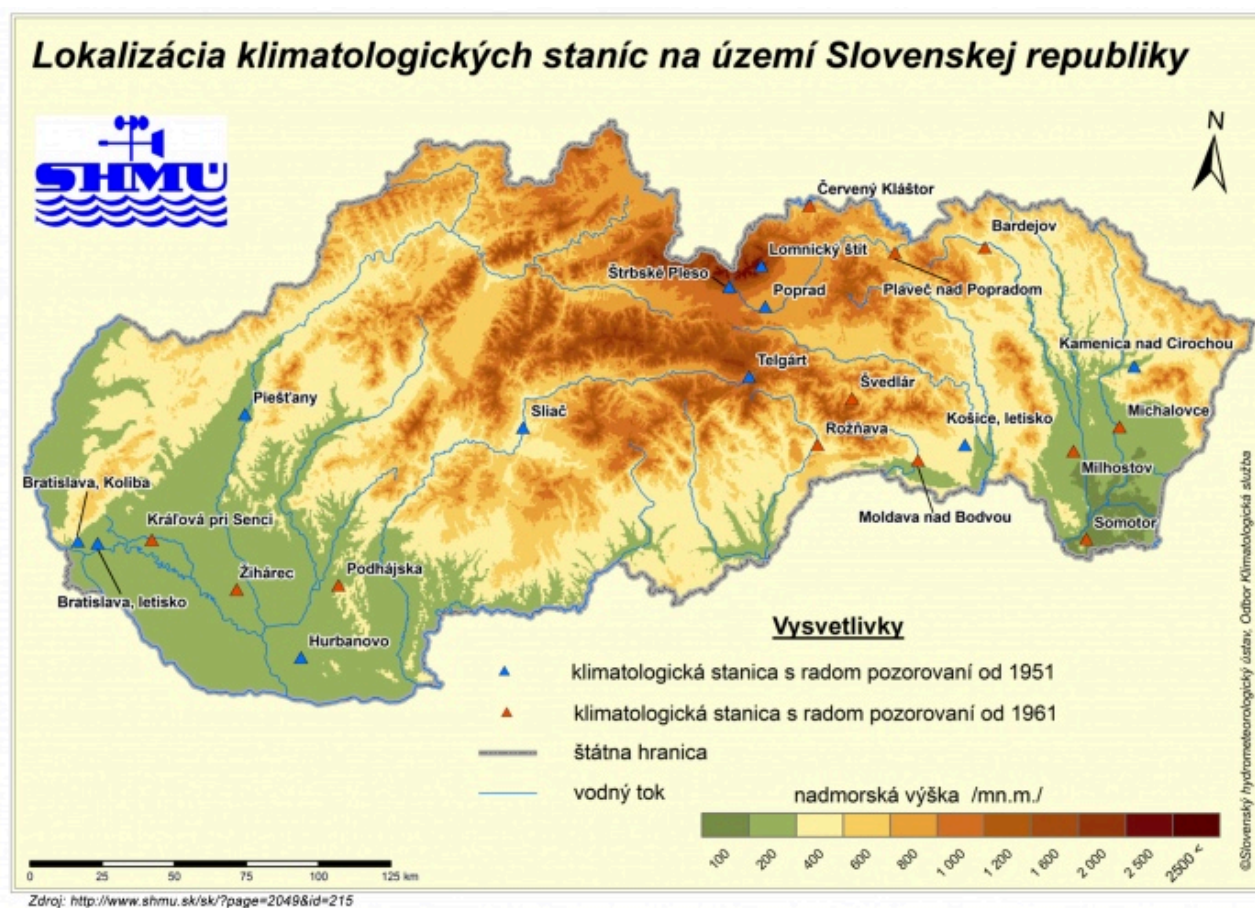 Lokalizácia klimatologických staníc na území Slovenskej republiky
SHMÚ
N
Červený Kláštor
Bardejov
Lomnický štít
Štrbské Pleso
Poprad
Plaveč nad Popradom
Kamenica nad Cirochou
Telgárt
Švedlár
Piešťany
Sliač
Rožňava
Košice, letisko
Michalovce
Milhostov
Bratislava, Koliba
Kráľová pri Senci
Moldava nad Bodvou
Somotor
Žihárec
Podhájska
Bratislava, letisko
Hurbanovo
Vysvetlivky
klimatologická stanica s radom pozorovaní od 1951
klimatologická stanica s radom pozorovaní od 1961
štátna hranica
vodný tok
nadmorská výška /mn.m./
100 200 400 600 800 1 000 1 200 1 600 2 000 2 500 2500 <
0 25 50 75 100 125 km
©Slovenský hydrometeorologický ústav, Odbor Klimatologická služba
Zdroj: http://www.shmu.sk/sk/?page=2049&id=215